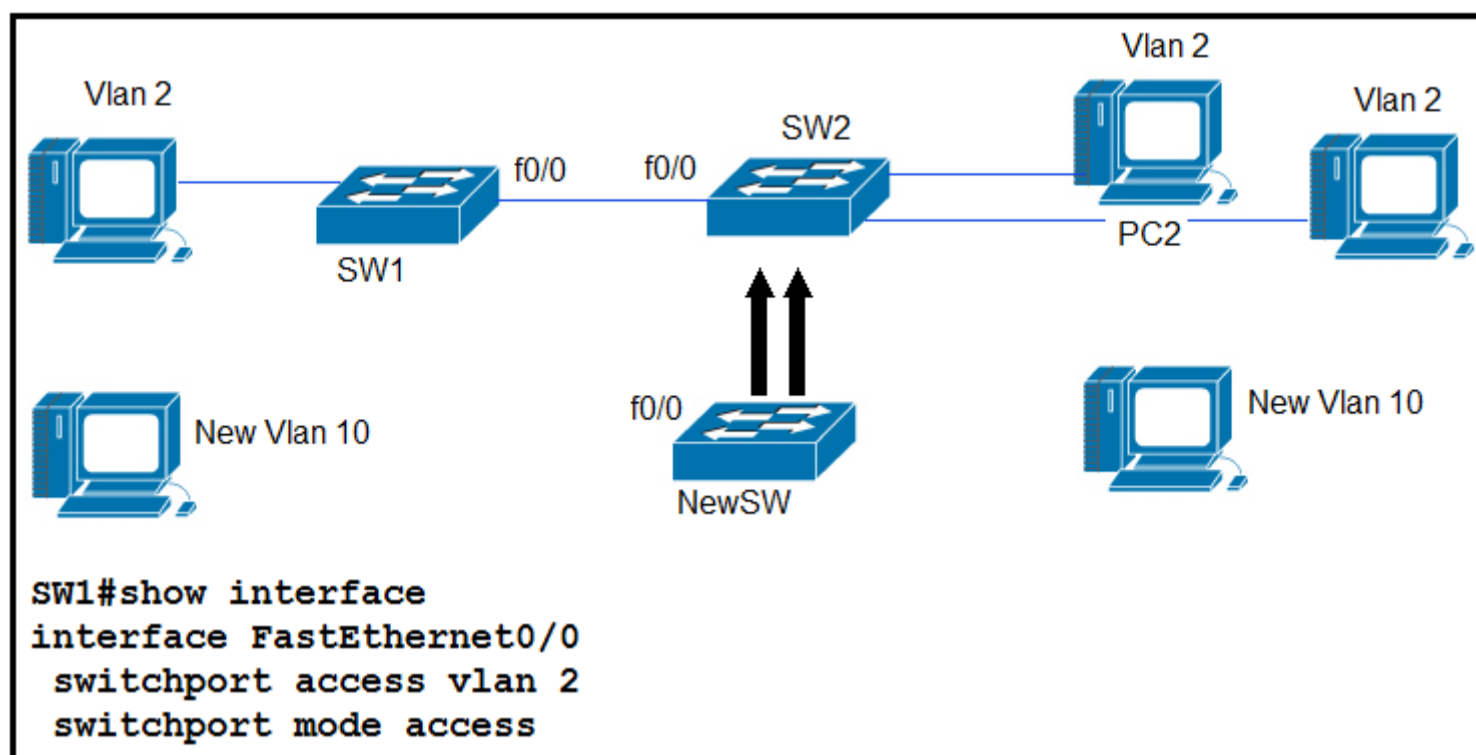 Vlan 2
Vlan 2
Vlan 2
SW2
f0/0
f0/0
SW1
PC2
f0/0
New Vlan 10
New Vlan 10
NewSW
SW1#show interface
interface FastEthernet0/0
switchport access vlan 2
switchport mode access